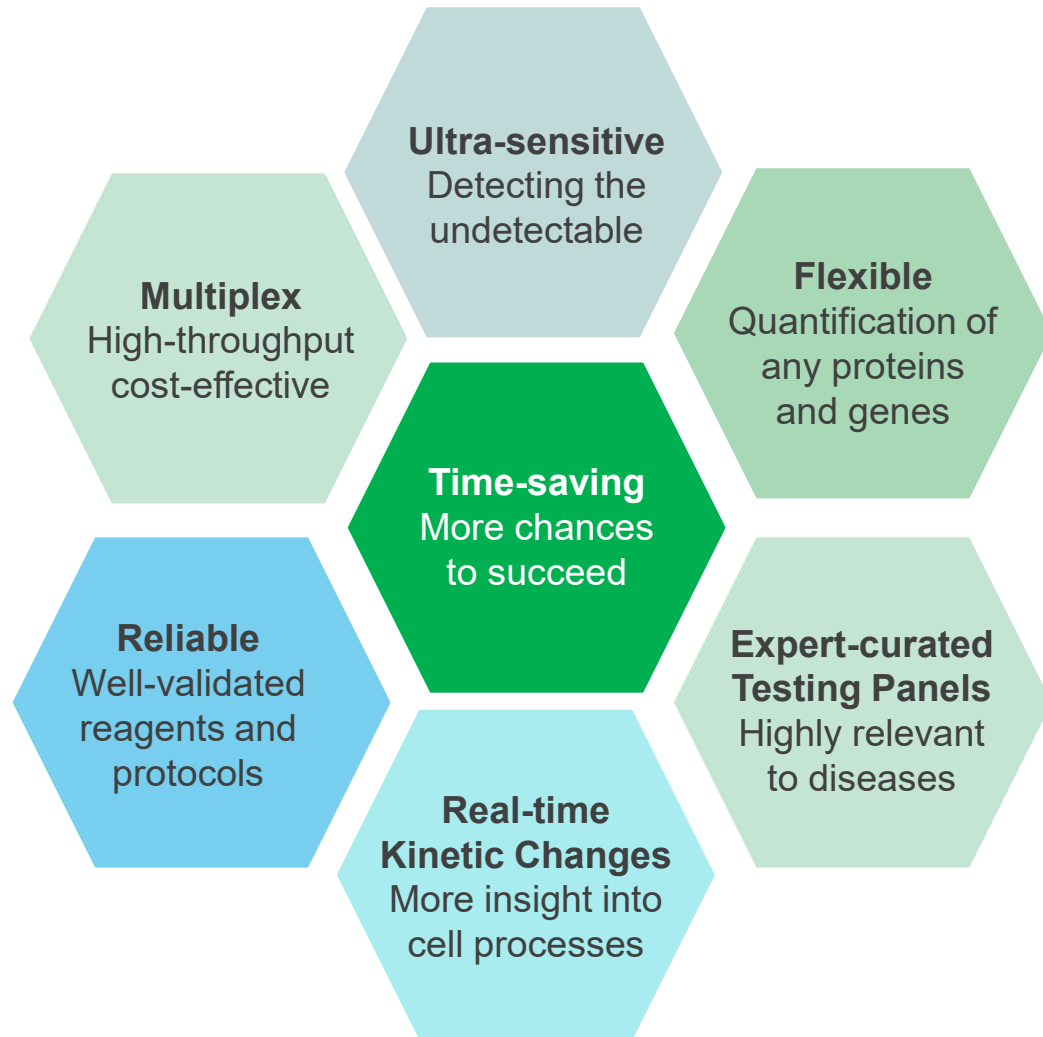 Ultra-sensitive
Detecting the
undetectable
Multiplex
High-throughput
cost-effective
Flexible
Quantification of
any proteins
and genes
Time-saving
More chances
to succeed
Reliable
Well-validated
reagents and
protocols
Expert-curated
Testing Panels
Highly relevant
to diseases
Real-time
Kinetic Changes
More insight into
cell processes